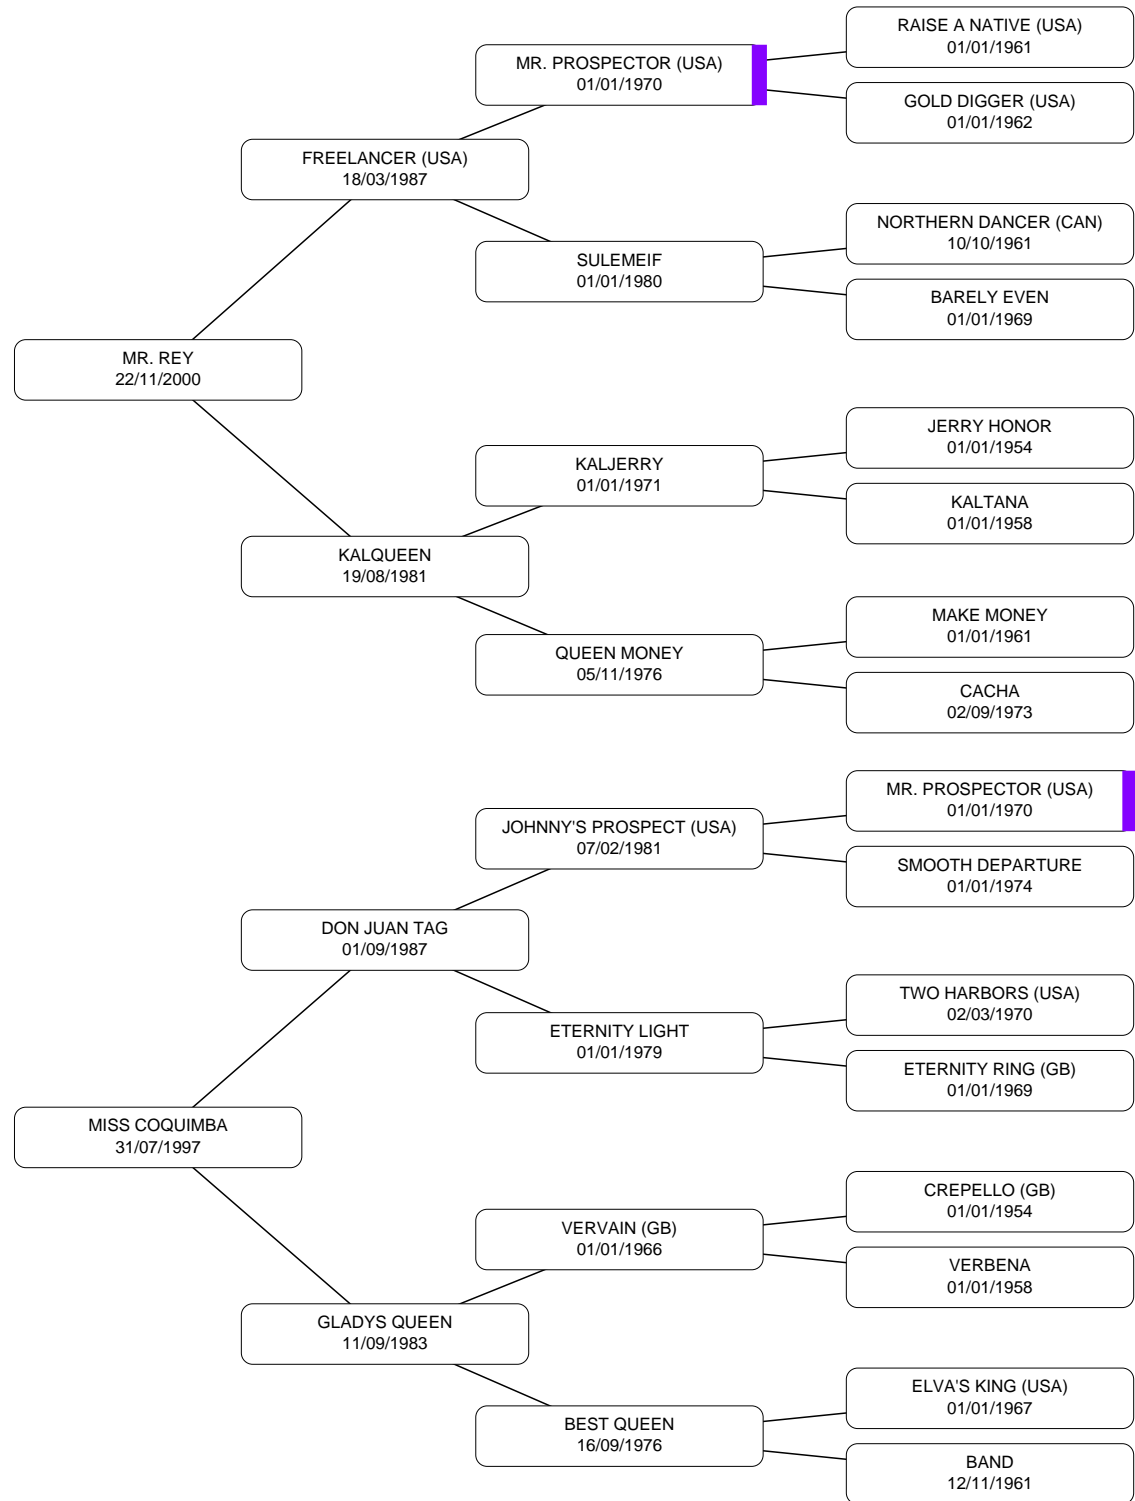 RAISE A NATIVE (USA)
01/01/1961
MR. PROSPECTOR (USA)
01/01/1970
GOLD DIGGER (USA)
01/01/1962
FREELANCER (USA)
18/03/1987
NORTHERN DANCER (CAN)
10/10/1961
SULEMEIF
01/01/1980
BARELY EVEN
01/01/1969
MR. REY
22/11/2000
JERRY HONOR
01/01/1954
KALJERRY
01/01/1971
KALTANA
01/01/1958
KALQUEEN
19/08/1981
MAKE MONEY
01/01/1961
QUEEN MONEY
05/11/1976
CACHA
02/09/1973
MR. PROSPECTOR (USA)
01/01/1970
JOHNNY'S PROSPECT (USA)
07/02/1981
SMOOTH DEPARTURE
01/01/1974
DON JUAN TAG
01/09/1987
TWO HARBORS (USA)
02/03/1970
ETERNITY LIGHT
01/01/1979
ETERNITY RING (GB)
01/01/1969
MISS COQUIMBA
31/07/1997
CREPELLO (GB)
01/01/1954
VERVAIN (GB)
01/01/1966
VERBENA
01/01/1958
GLADYS QUEEN
11/09/1983
ELVA'S KING (USA)
01/01/1967
BEST QUEEN
16/09/1976
BAND
12/11/1961